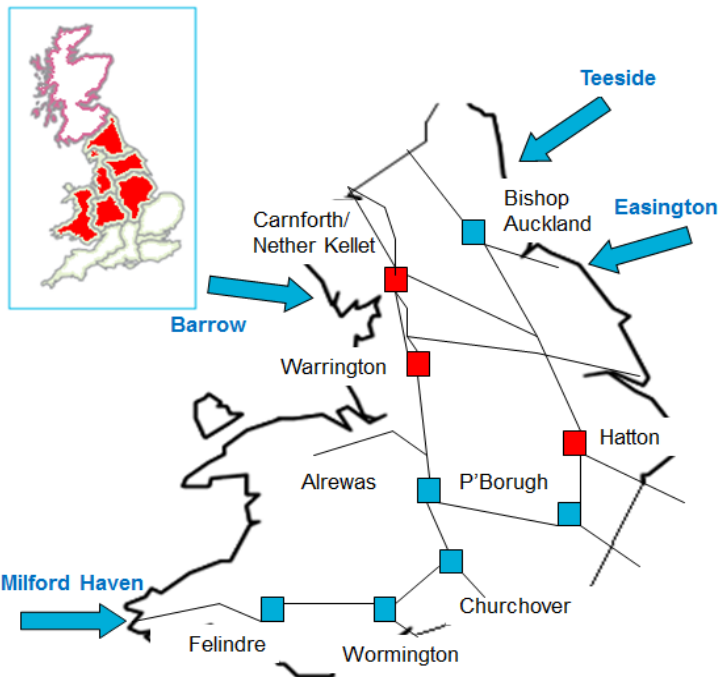 Teeside
Bishop
Auckland
Easington
Carnforth/
Nether Kellet
Barrow
Warrington
Hatton
Alrewas
P'Borugh
Milford Haven
Churchover
Felindre
Wormington